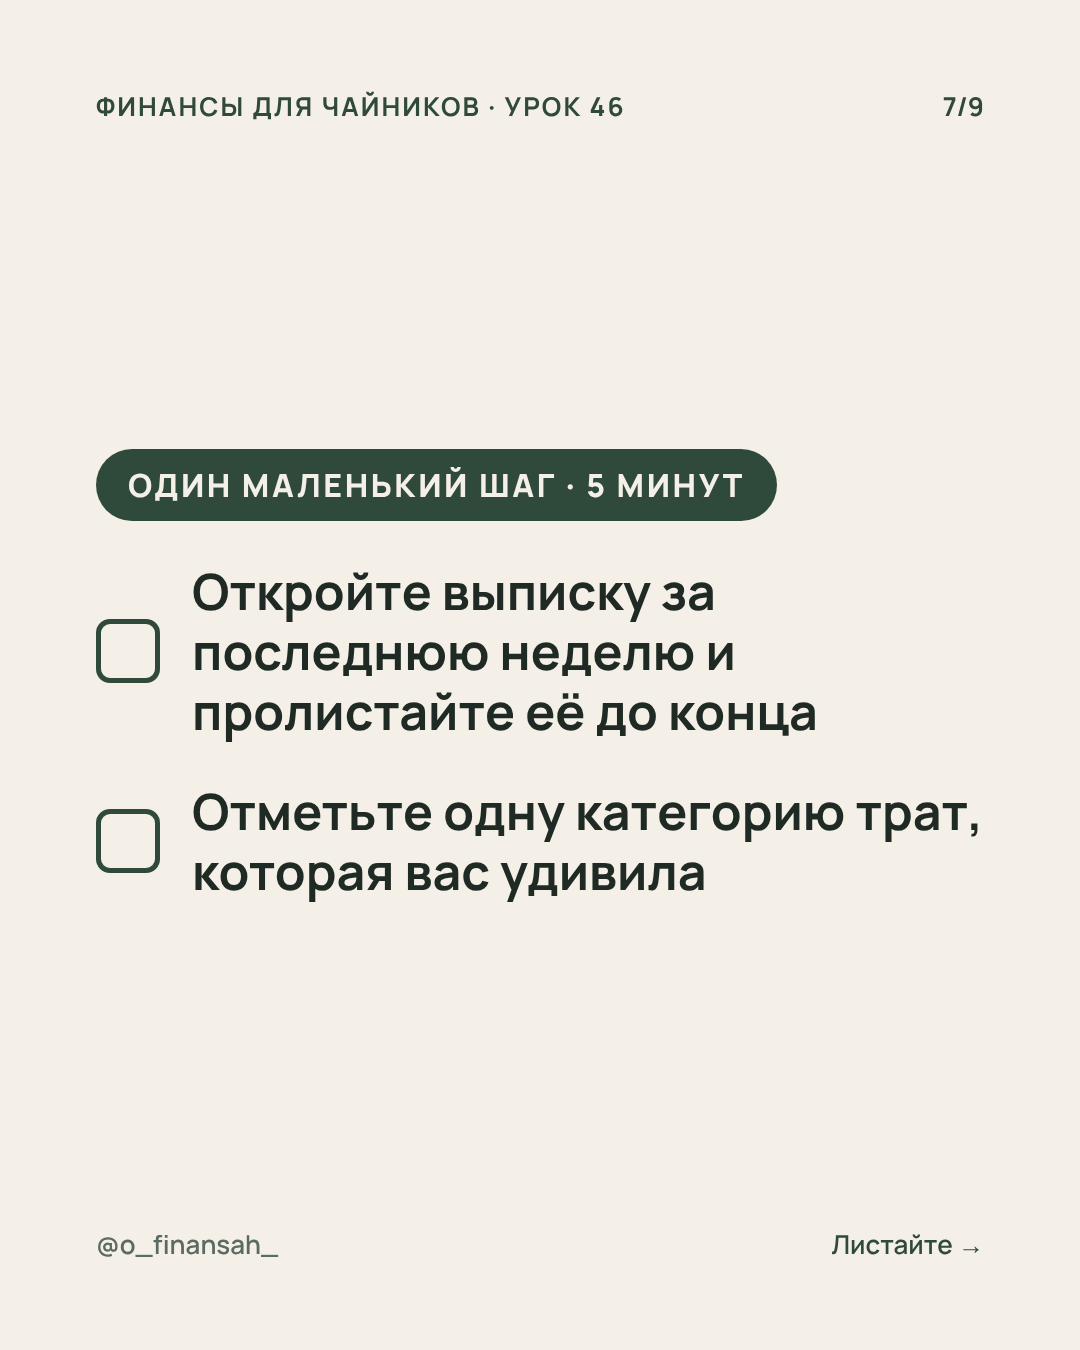 ФИНАНСЫ ДЛЯ ЧАЙНИКОВ · УРОК 46
7/9
ОДИН МАЛЕНЬКИЙ ШАГ · 5 МИНУТ
Откройте выписку за
последнюю неделю и
пролистайте её до конца
Отметьте одну категорию трат,
которая вас удивила
@o_finansah_
Листайте →